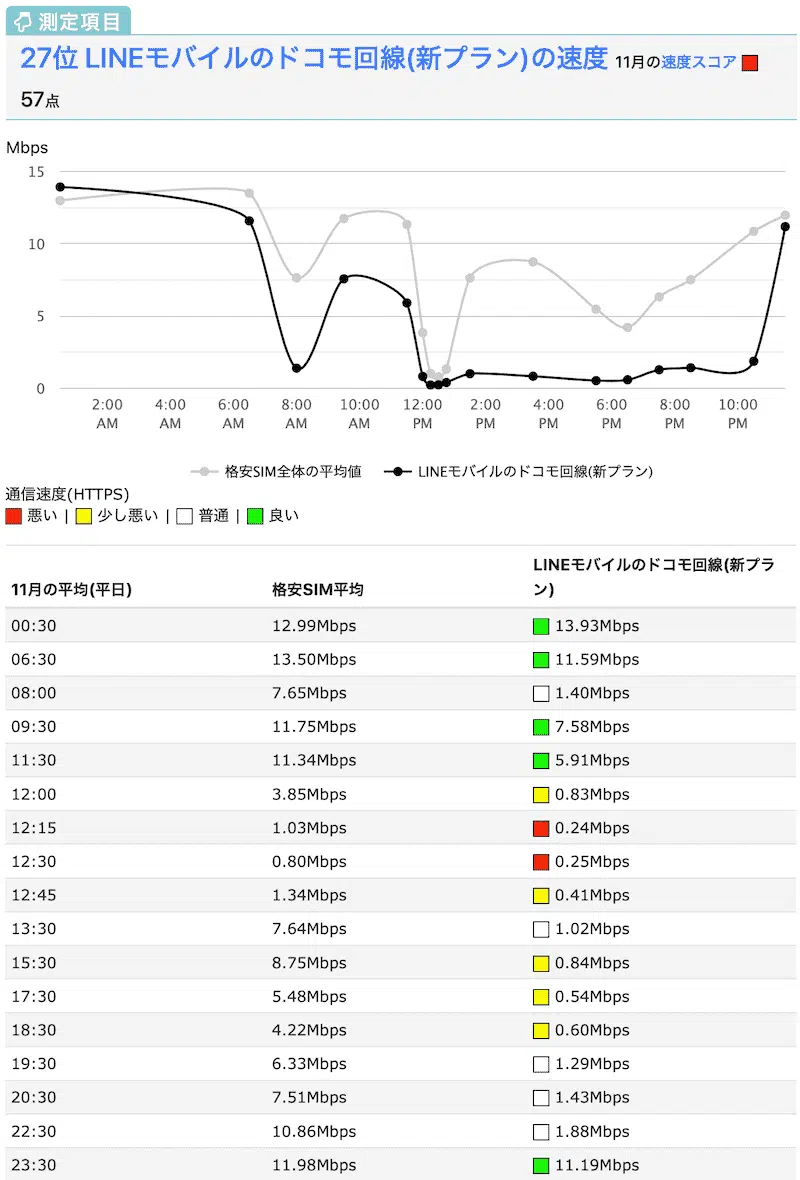 測定項目
27位 LINEモバイルのドコモ回線(新プラン)の速度 11月の速度スコア
57点
Mbps
15
10
5
0
2:00 4:00 6:00 8:00 10:00 12:00 2:00 4:00 6:00 8:00 10:00
AM AM AM AM AM PM PM PM PM PM PM
格安SIM全体の平均値 LINEモバイルのドコモ回線(新プラン)
通信速度(HTTPS)
悪い | 少し悪い | 普通 | 良い
LINEモバイルのドコモ回線(新プラ
11月の平均(平日) 格安SIM平均 ン)
00:30 12.99Mbps 13.93Mbps
06:30 13.50Mbps 11.59Mbps
08:00 7.65Mbps 1.40Mbps
09:30 11.75Mbps 7.58Mbps
11:30 11.34Mbps 5.91Mbps
12:00 3.85Mbps 0.83Mbps
12:15 1.03Mbps 0.24Mbps
12:30 0.80Mbps 0.25Mbps
12:45 1.34Mbps 0.41Mbps
13:30 7.64Mbps 1.02Mbps
15:30 8.75Mbps 0.84Mbps
17:30 5.48Mbps 0.54Mbps
18:30 4.22Mbps 0.60Mbps
19:30 6.33Mbps 1.29Mbps
20:30 7.51Mbps 1.43Mbps
22:30 10.86Mbps 1.88Mbps
23:30 11.98Mbps 11.19Mbps